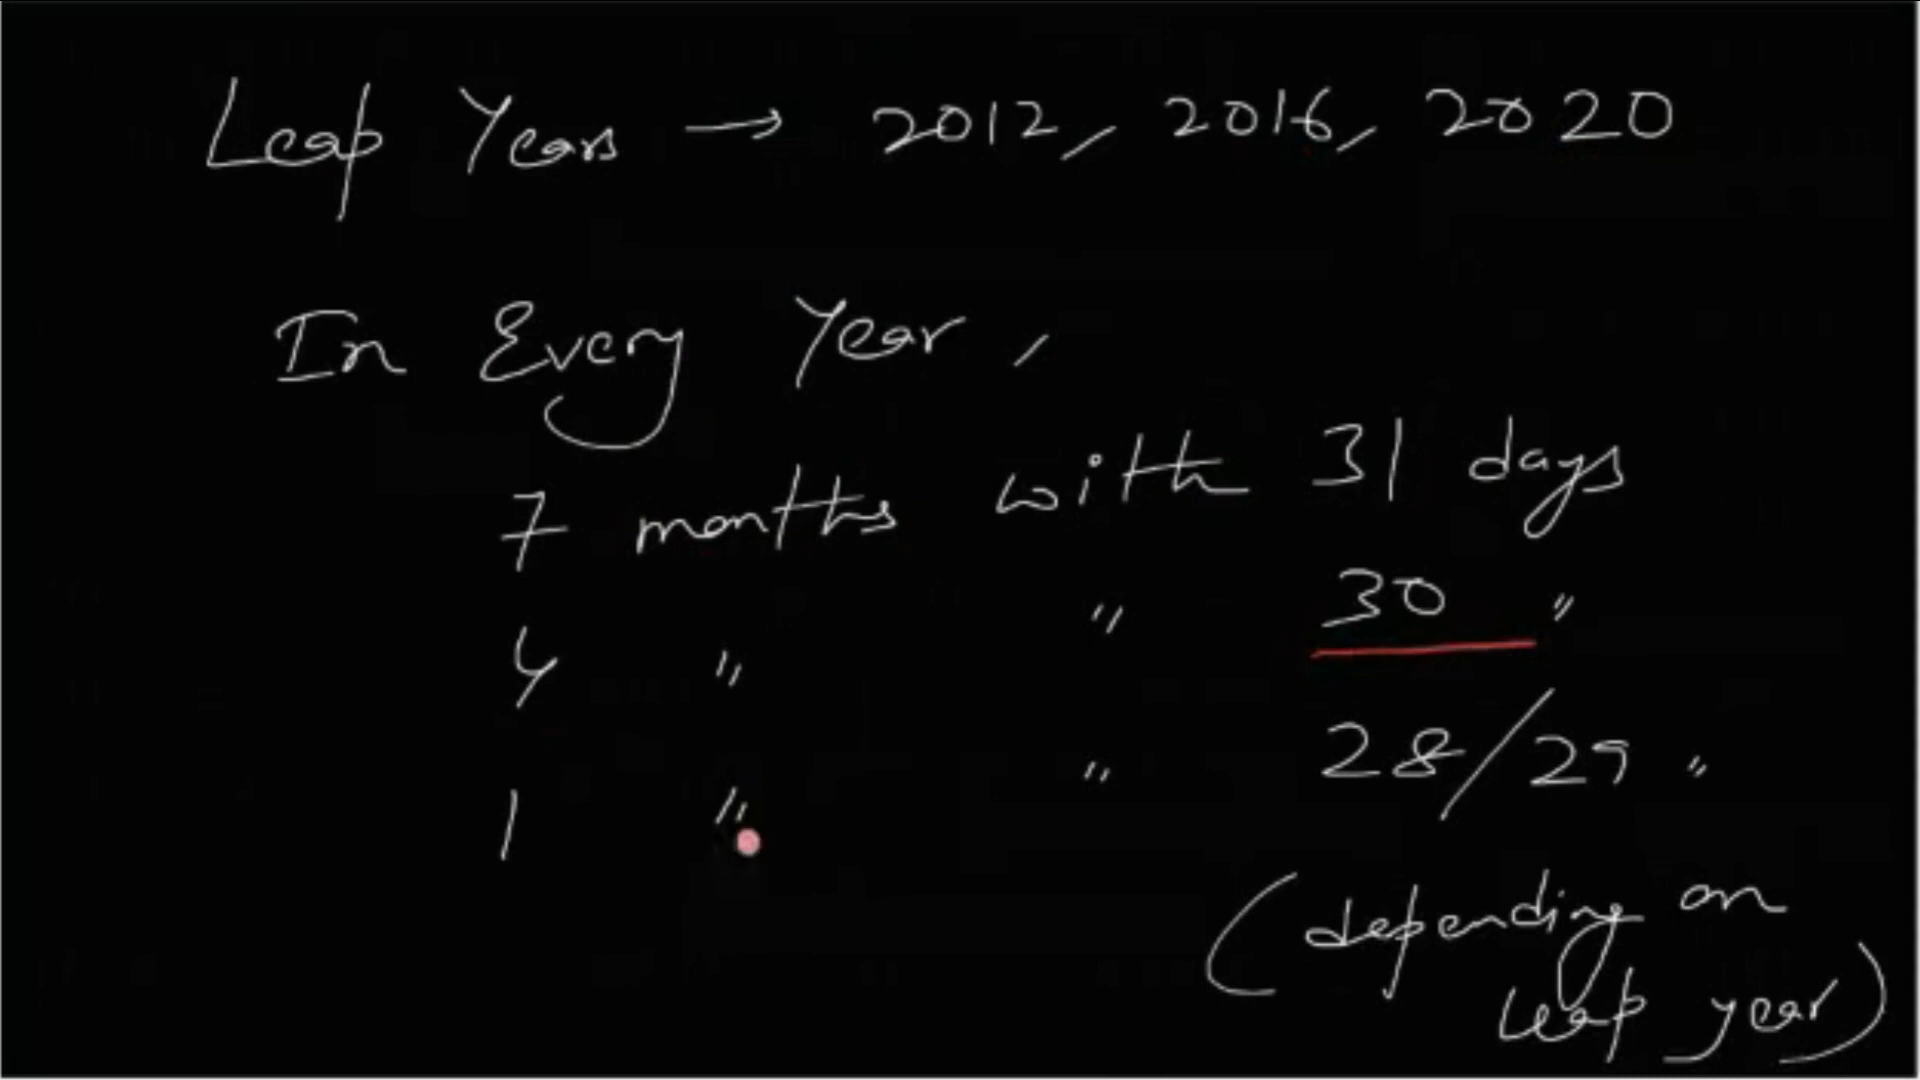 Leap Years → 2012, 2016, 2020
In Every Year,
7 months with 31 days
4 " " 30 "
1 " " 28/29 "
(depending on
leap year)